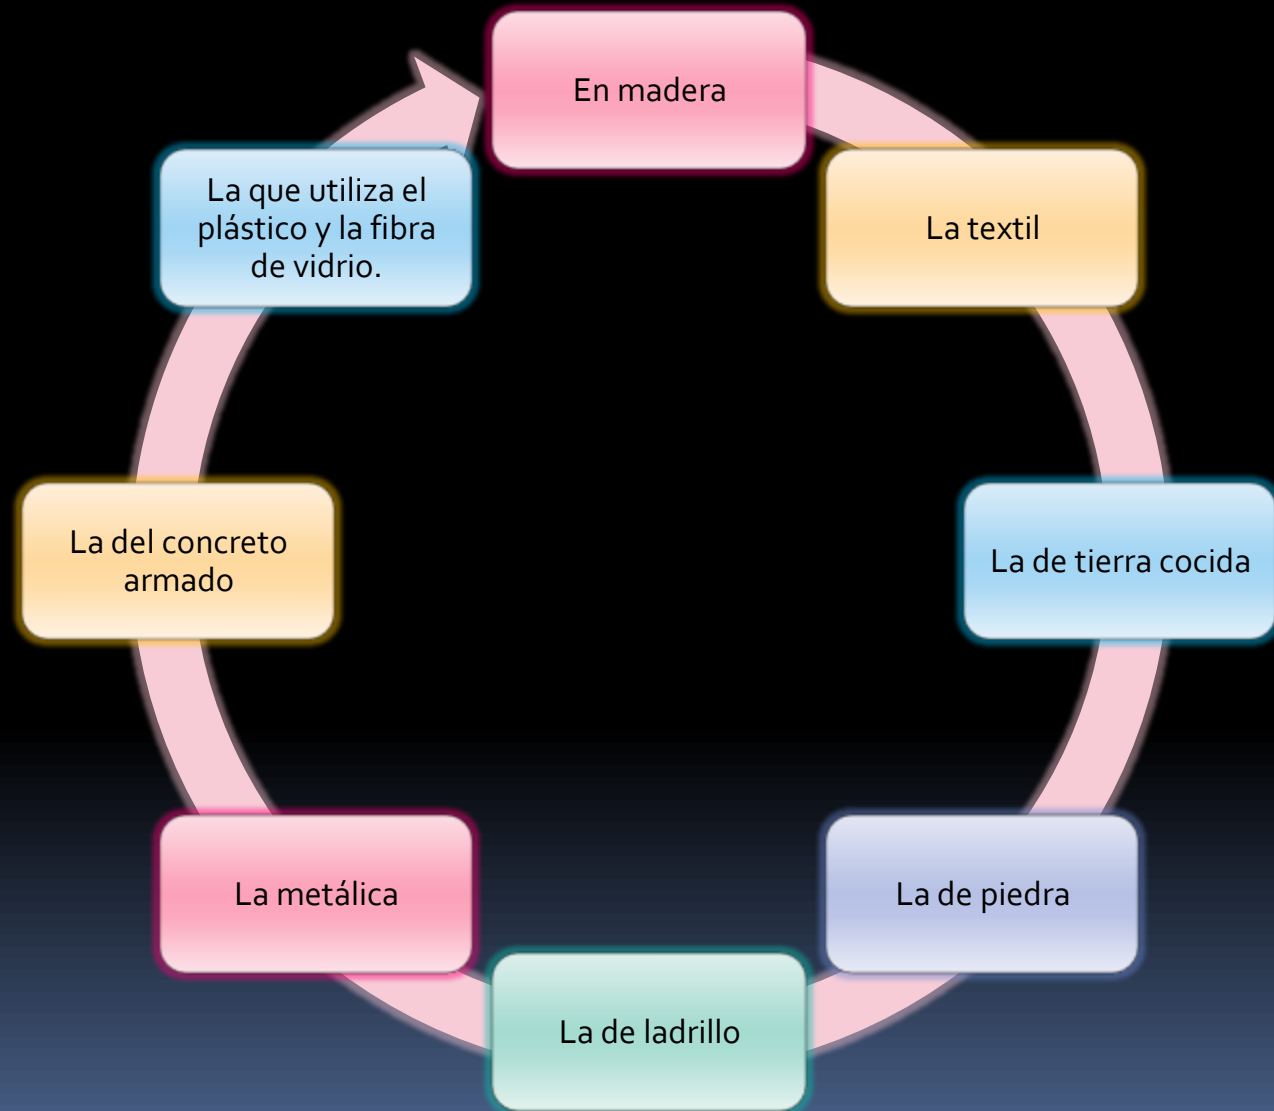 En madera
La textil
La de tierra cocida
La de piedra
La de ladrillo
La metálica
La del concreto
armado
La que utiliza el
plástico y la fibra
de vidrio.